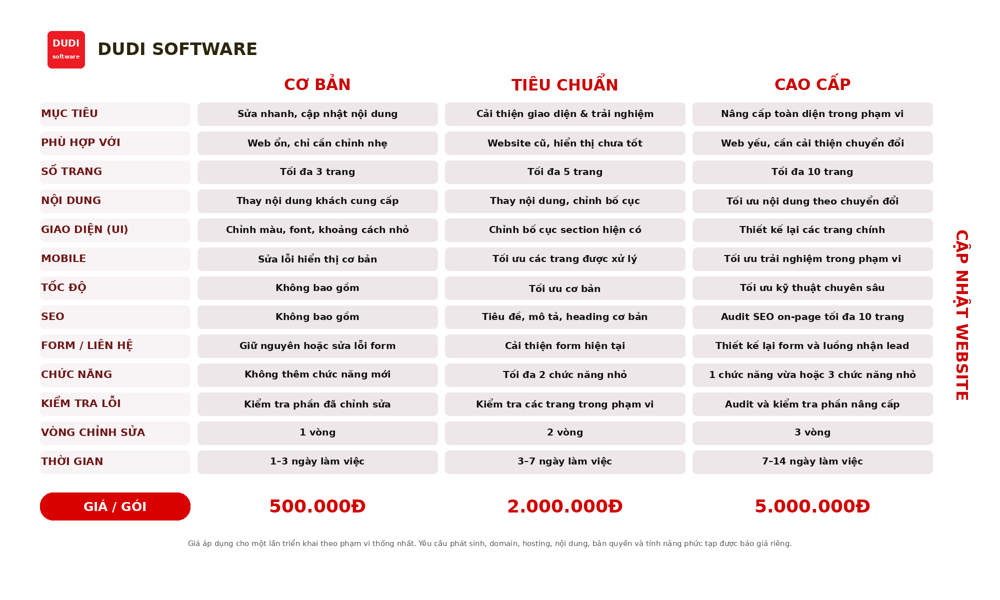 DUDI
software
DUDI SOFTWARE
CƠ BẢN TIÊU CHUẨN CAO CẤP
MỤC TIÊU Sửa nhanh, cập nhật nội dung Cải thiện giao diện & trải nghiệm Nâng cấp toàn diện trong phạm vi
PHÙ HỢP VỚI Web ổn, chỉ cần chỉnh nhẹ Website cũ, hiển thị chưa tốt Web yếu, cần cải thiện chuyển đổi
SỐ TRANG Tối đa 3 trang Tối đa 5 trang Tối đa 10 trang
NỘI DUNG Thay nội dung khách cung cấp Thay nội dung, chỉnh bố cục Tối ưu nội dung theo chuyển đổi
GIAO DIỆN (UI) Chỉnh màu, font, khoảng cách nhỏ Chỉnh bố cục section hiện có Thiết kế lại các trang chính
MOBILE Sửa lỗi hiển thị cơ bản Tối ưu các trang được xử lý Tối ưu trải nghiệm trong phạm vi
TỐC ĐỘ Không bao gồm Tối ưu cơ bản Tối ưu kỹ thuật chuyên sâu
SEO Không bao gồm Tiêu đề, mô tả, heading cơ bản Audit SEO on-page tối đa 10 trang
FORM / LIÊN HỆ Giữ nguyên hoặc sửa lỗi form Cải thiện form hiện tại Thiết kế lại form và luồng nhận lead
CHỨC NĂNG Không thêm chức năng mới Tối đa 2 chức năng nhỏ 1 chức năng vừa hoặc 3 chức năng nhỏ
KIỂM TRA LỖI Kiểm tra phần đã chỉnh sửa Kiểm tra các trang trong phạm vi Audit và kiểm tra phần nâng cấp
VÒNG CHỈNH SỬA 1 vòng 2 vòng 3 vòng
THỜI GIAN 1–3 ngày làm việc 3–7 ngày làm việc 7–14 ngày làm việc
GIÁ / GÓI 500.000Đ 2.000.000Đ 5.000.000Đ
CẬP NHẬT WEBSITE
Giá áp dụng cho một lần triển khai theo phạm vi thống nhất. Yêu cầu phát sinh, domain, hosting, nội dung, bản quyền và tính năng phức tạp được báo giá riêng.